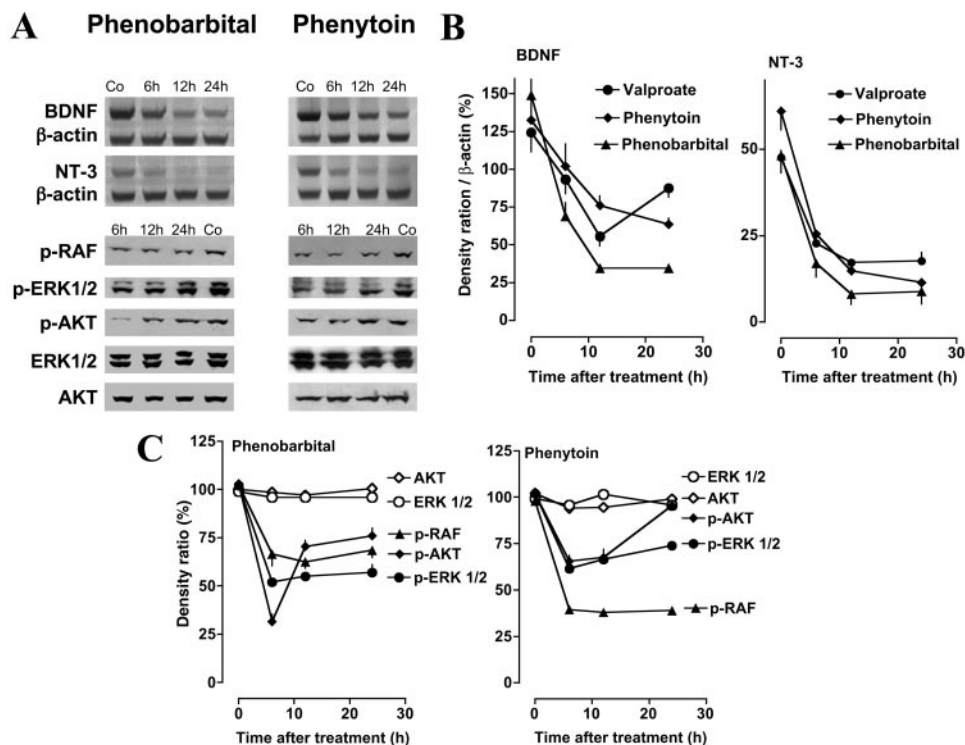 A Phenobarbital Phenytoin
Co 6h 12h 24h Co 6h 12h 24h
BDNF
β-actin
NT-3
β-actin
6h 12h 24h Co 6h 12h 24h Co
p-RAF
p-ERK1/2
p-AKT
ERK1/2
AKT
B
BDNF
Density ration / β-actin (%)
150
125
100
75
50
25
0
Valproate
Phenytoin
Phenobarbital
0 10 20 30
Time after treatment (h)
NT-3
50
25
0
Valproate
Phenytoin
Phenobarbital
0 10 20 30
Time after treatment (h)
C
Phenobarbital
Density ratio (%)
125
100
75
50
25
0
AKT
ERK 1/2
p-RAF
p-AKT
p-ERK 1/2
0 10 20 30
Time after treatment (h)
Phenytoin
125
100
75
50
25
0
ERK 1/2
AKT
p-AKT
p-ERK 1/2
p-RAF
0 10 20 30
Time after treatment (h)